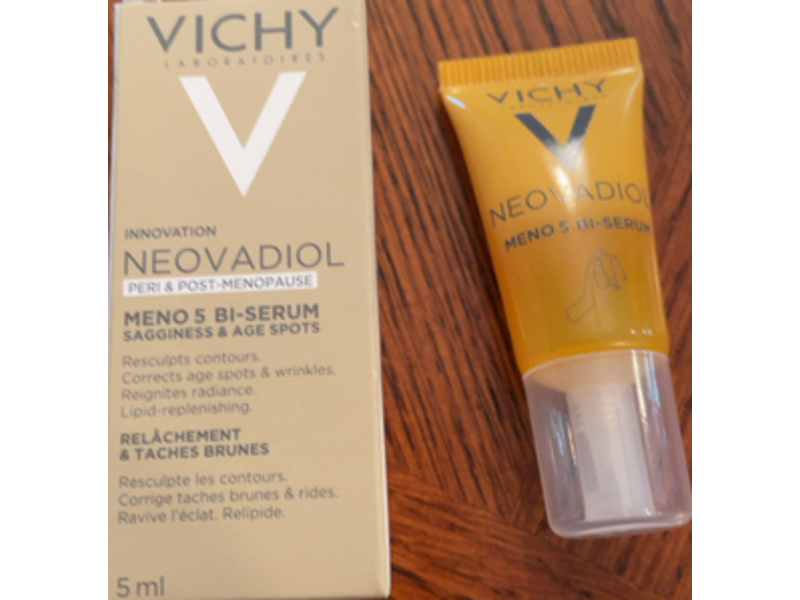 VICHY
LABORATOIRES
INNOVATION
NEOVADIOL
PERI & POST-MENOPAUSE
MENO 5 BI-SERUM
SAGGINESS & AGE SPOTS
Resculpts contours.
Corrects age spots & wrinkles.
Reignites radiance.
Lipid-replenishing.
RELÂCHEMENT
& TACHES BRUNES
Resculpte les contours.
Corrige taches brunes & rides.
Ravive l'éclat. Relipide.
5 ml
VICHY
LABORATOIRES
NEOVADIOL
MENO 5 BI-SERUM